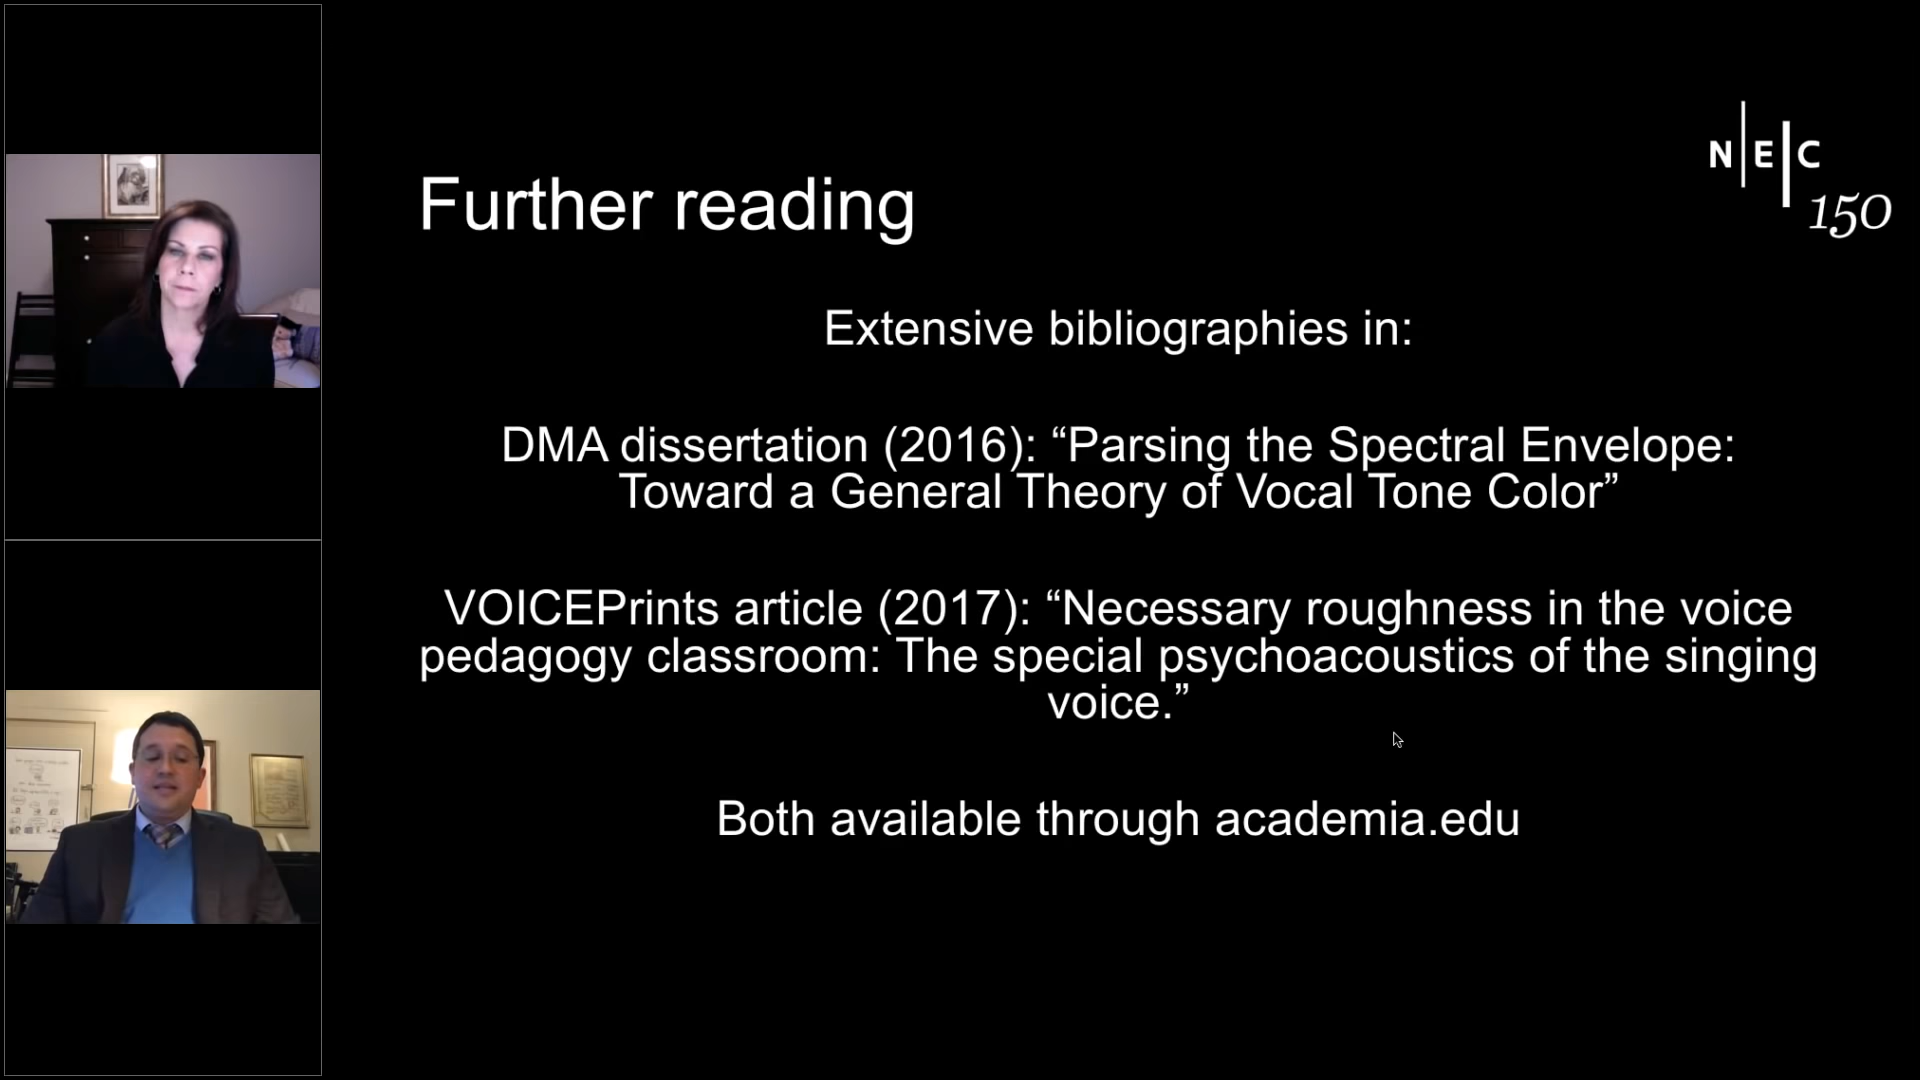 NEC
150
Further reading
Extensive bibliographies in:
DMA dissertation (2016): “Parsing the Spectral Envelope:
Toward a General Theory of Vocal Tone Color”
VOICEPrints article (2017): “Necessary roughness in the voice
pedagogy classroom: The special psychoacoustics of the singing
voice.”
Both available through academia.edu